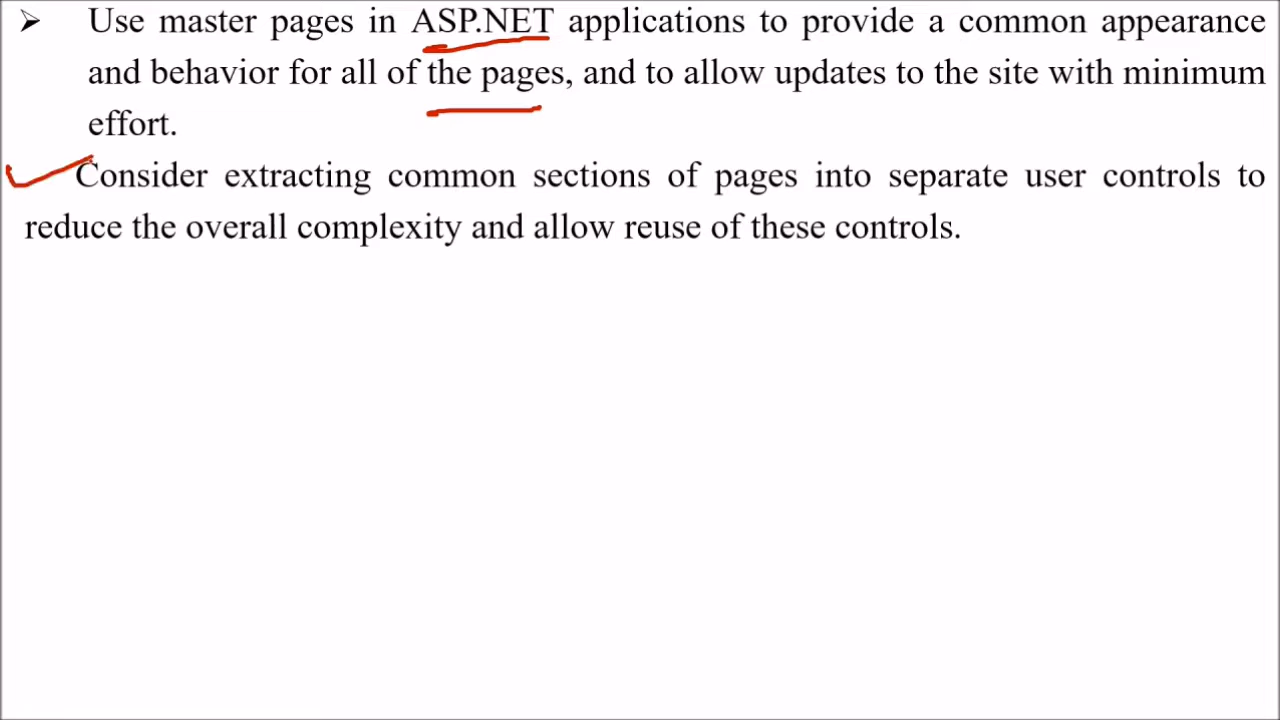 ➢ Use master pages in ASP.NET applications to provide a common appearance
and behavior for all of the pages, and to allow updates to the site with minimum
effort.
Consider extracting common sections of pages into separate user controls to
reduce the overall complexity and allow reuse of these controls.